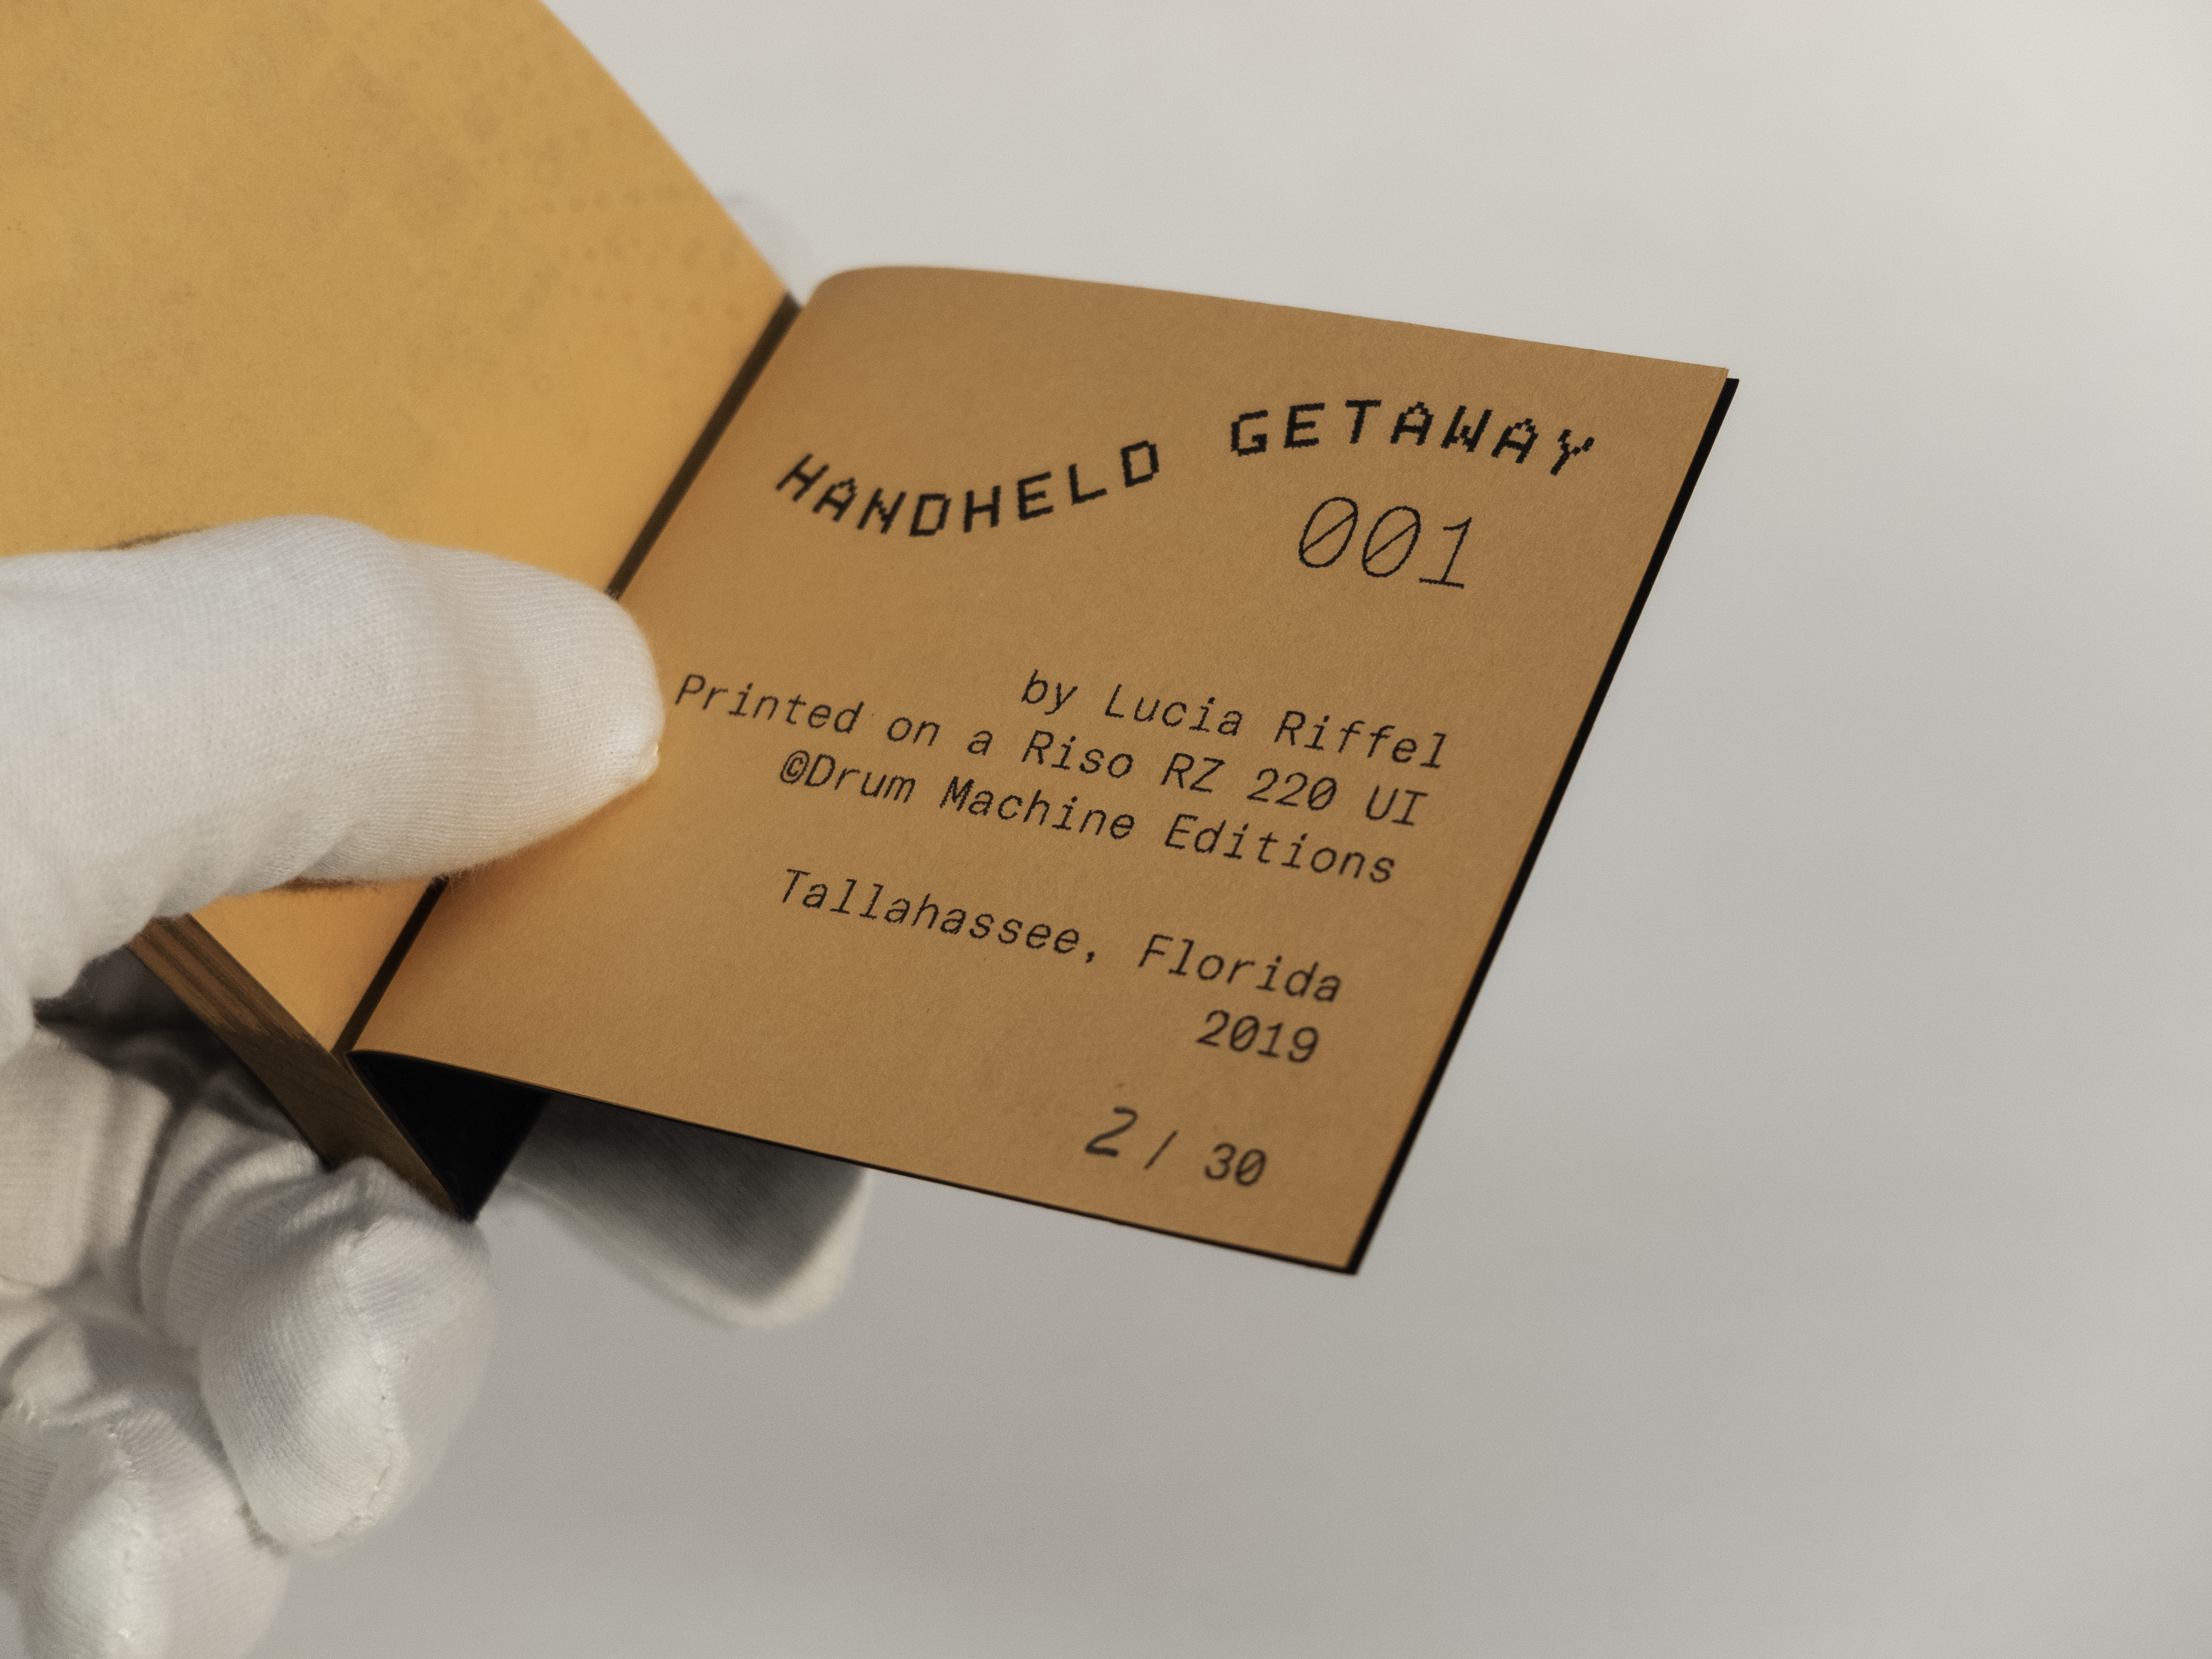 HANDHELD GETAWAY
001
by Lucia Riffel
Printed on a Riso RZ 220 UI
©Drum Machine Editions
Tallahassee, Florida
2019
2 / 30